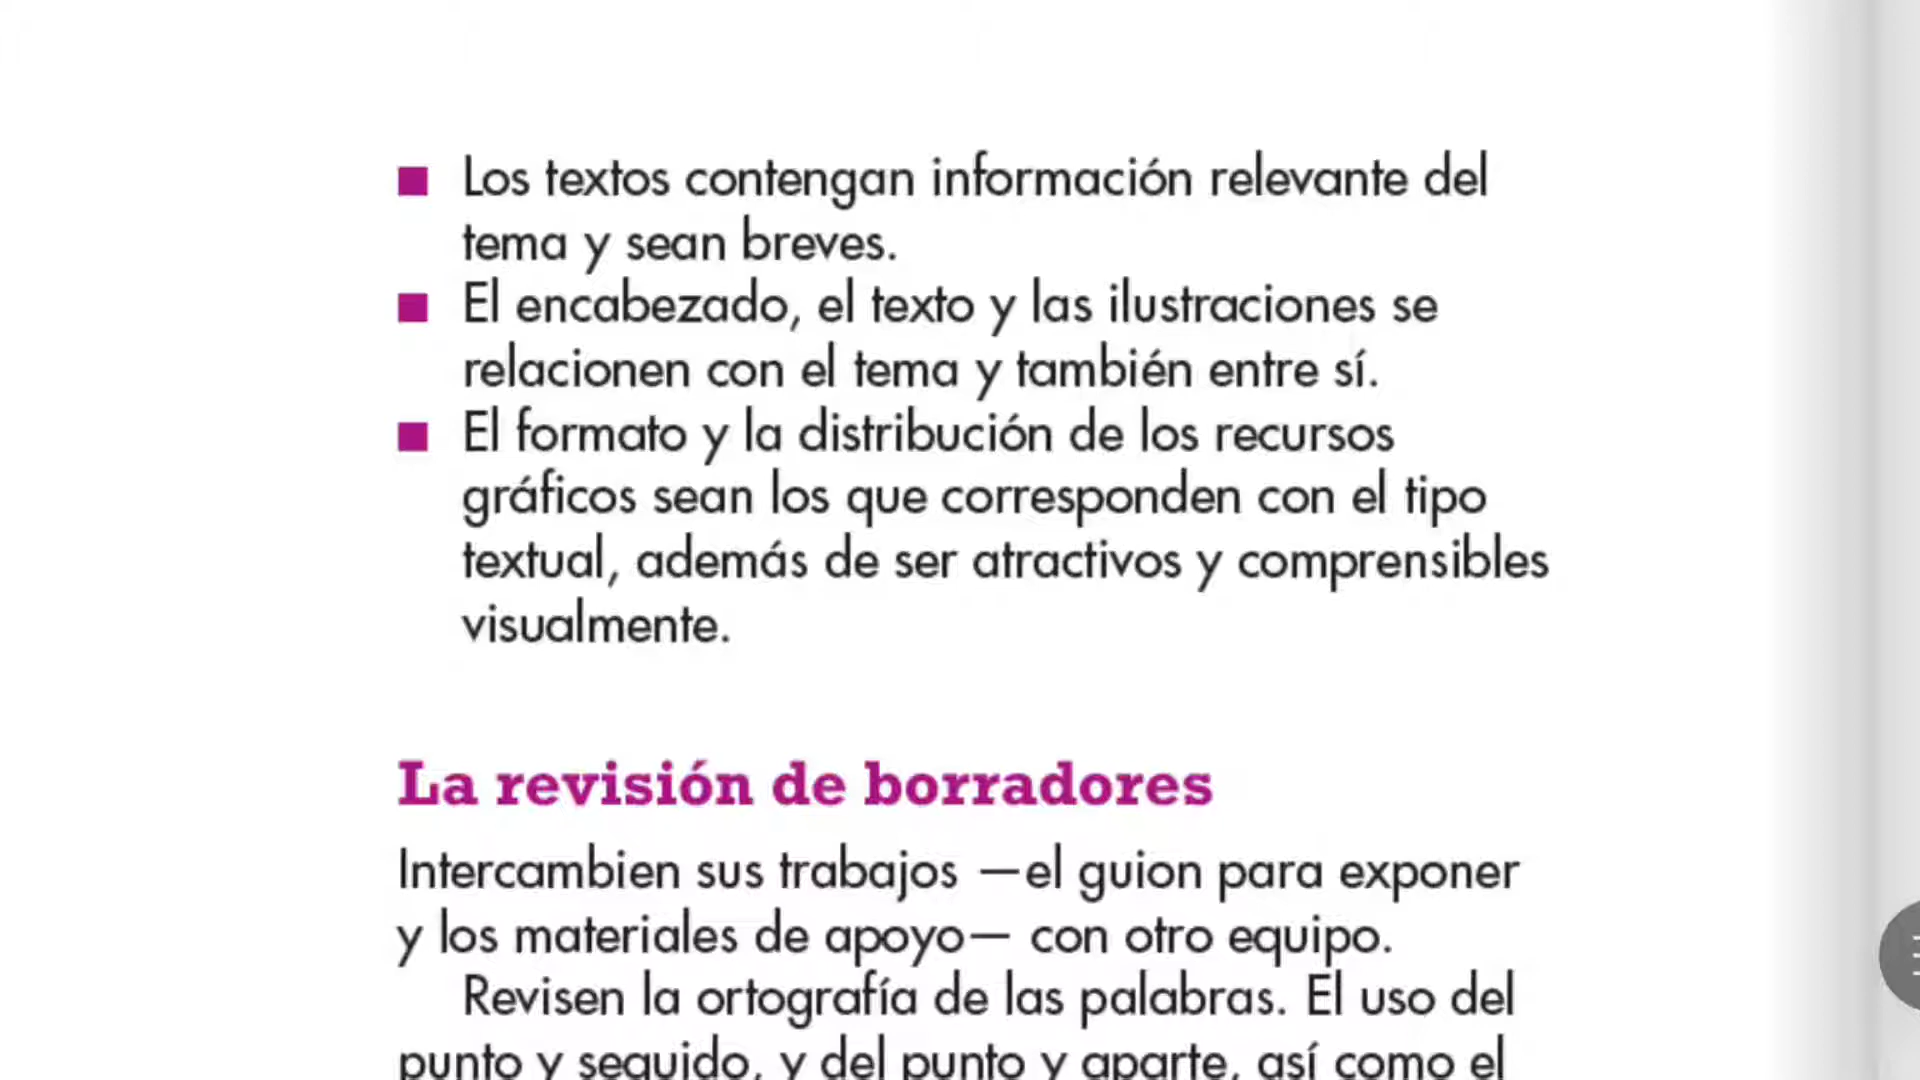 Los textos contengan información relevante del
tema y sean breves.
El encabezado, el texto y las ilustraciones se
relacionen con el tema y también entre sí.
El formato y la distribución de los recursos
gráficos sean los que corresponden con el tipo
textual, además de ser atractivos y comprensibles
visualmente.
La revisión de borradores
Intercambien sus trabajos —el guion para exponer
y los materiales de apoyo— con otro equipo.
Revisen la ortografía de las palabras. El uso del
punto y seguido, y del punto y aparte, así como el